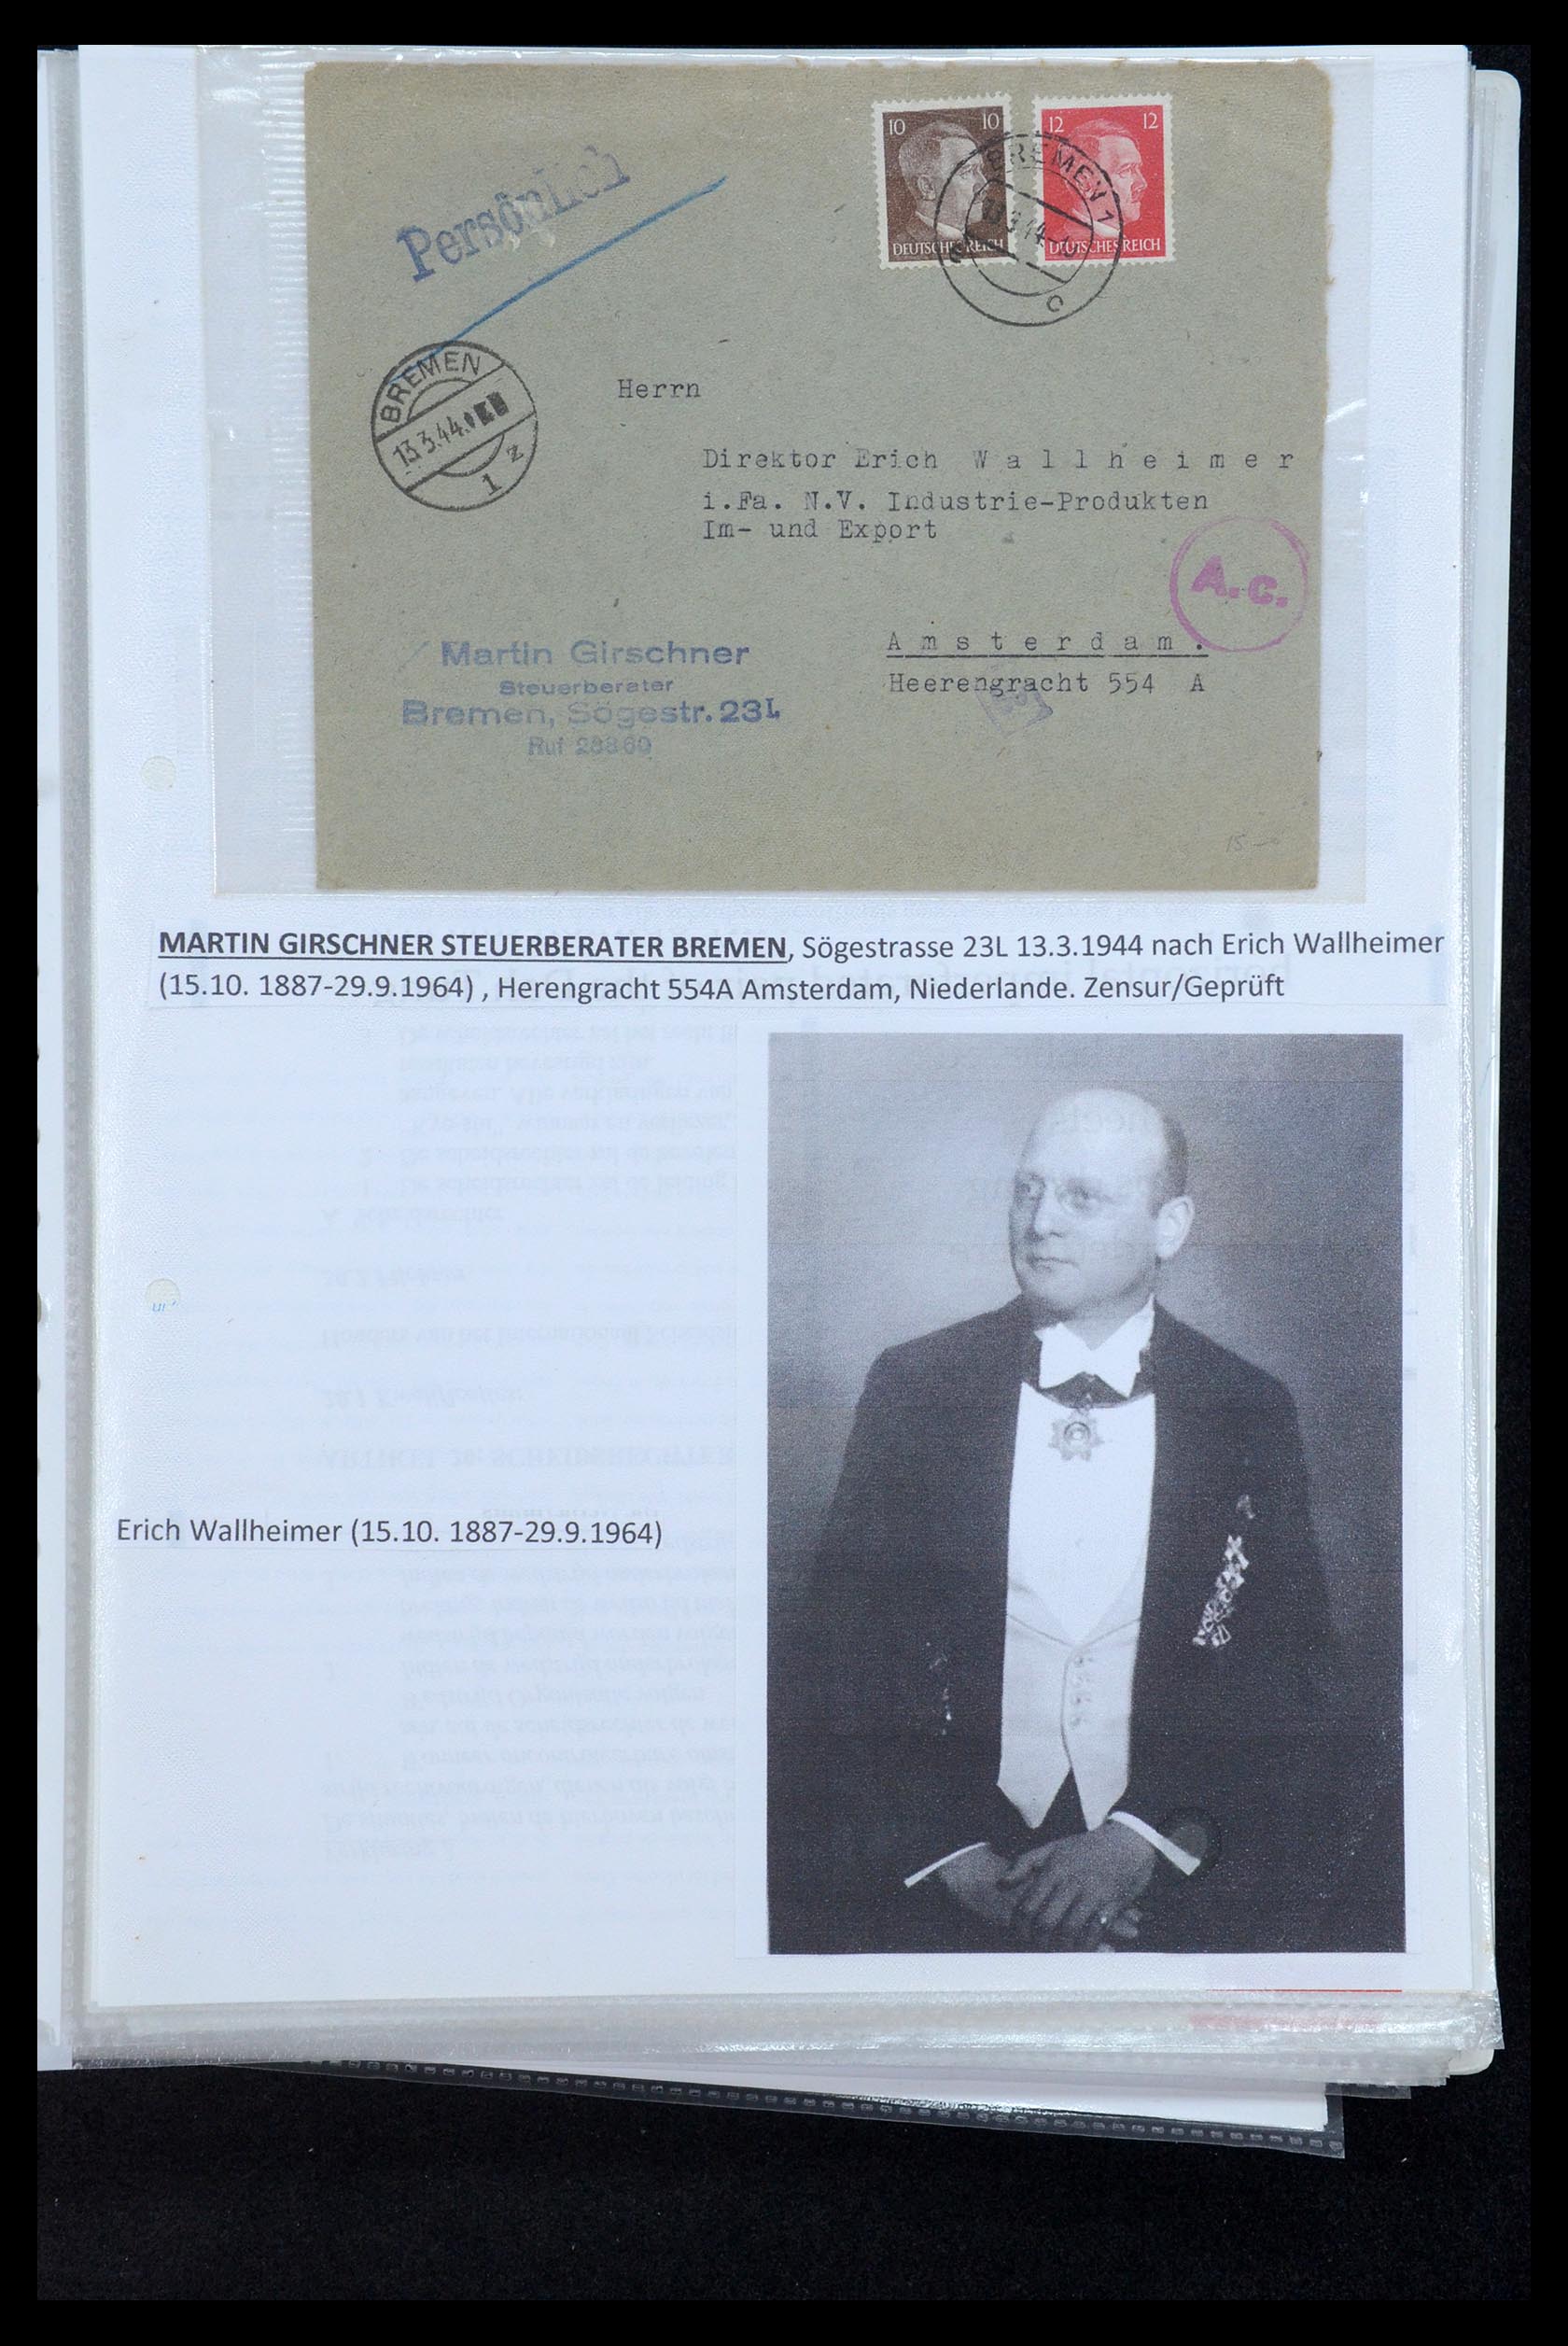 Persönlich
10 10
DEUTSCHES REICH
12 12
DEUTSCHES REICH
BREMEN 1
c
BREMEN
13.3.44
1 z
Herrn
Direktor Erich W a l l h e i m e r
i.Fa. N.V. Industrie-Produkten
Im- und Export
A.c.
A m s t e r d a m .
Heerengracht 554 A
Martin Girschner
Steuerberater
Bremen, Sögestr. 23L
Ruf 28860
15.-
MARTIN GIRSCHNER STEUERBERATER BREMEN, Sögestrasse 23L 13.3.1944 nach Erich Wallheimer
(15.10. 1887-29.9.1964) , Herengracht 554A Amsterdam, Niederlande. Zensur/Geprüft
Erich Wallheimer (15.10. 1887-29.9.1964)